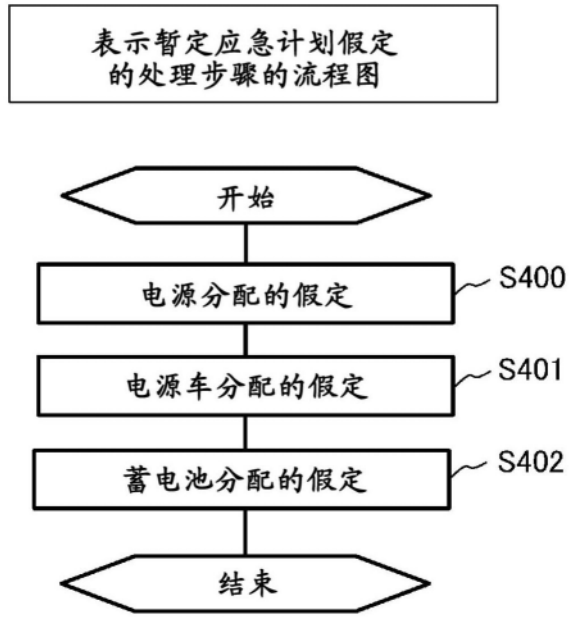 表示暂定应急计划假定
的处理步骤的流程图
开始
电源分配的假定
S400
电源车分配的假定
S401
蓄电池分配的假定
S402
结束